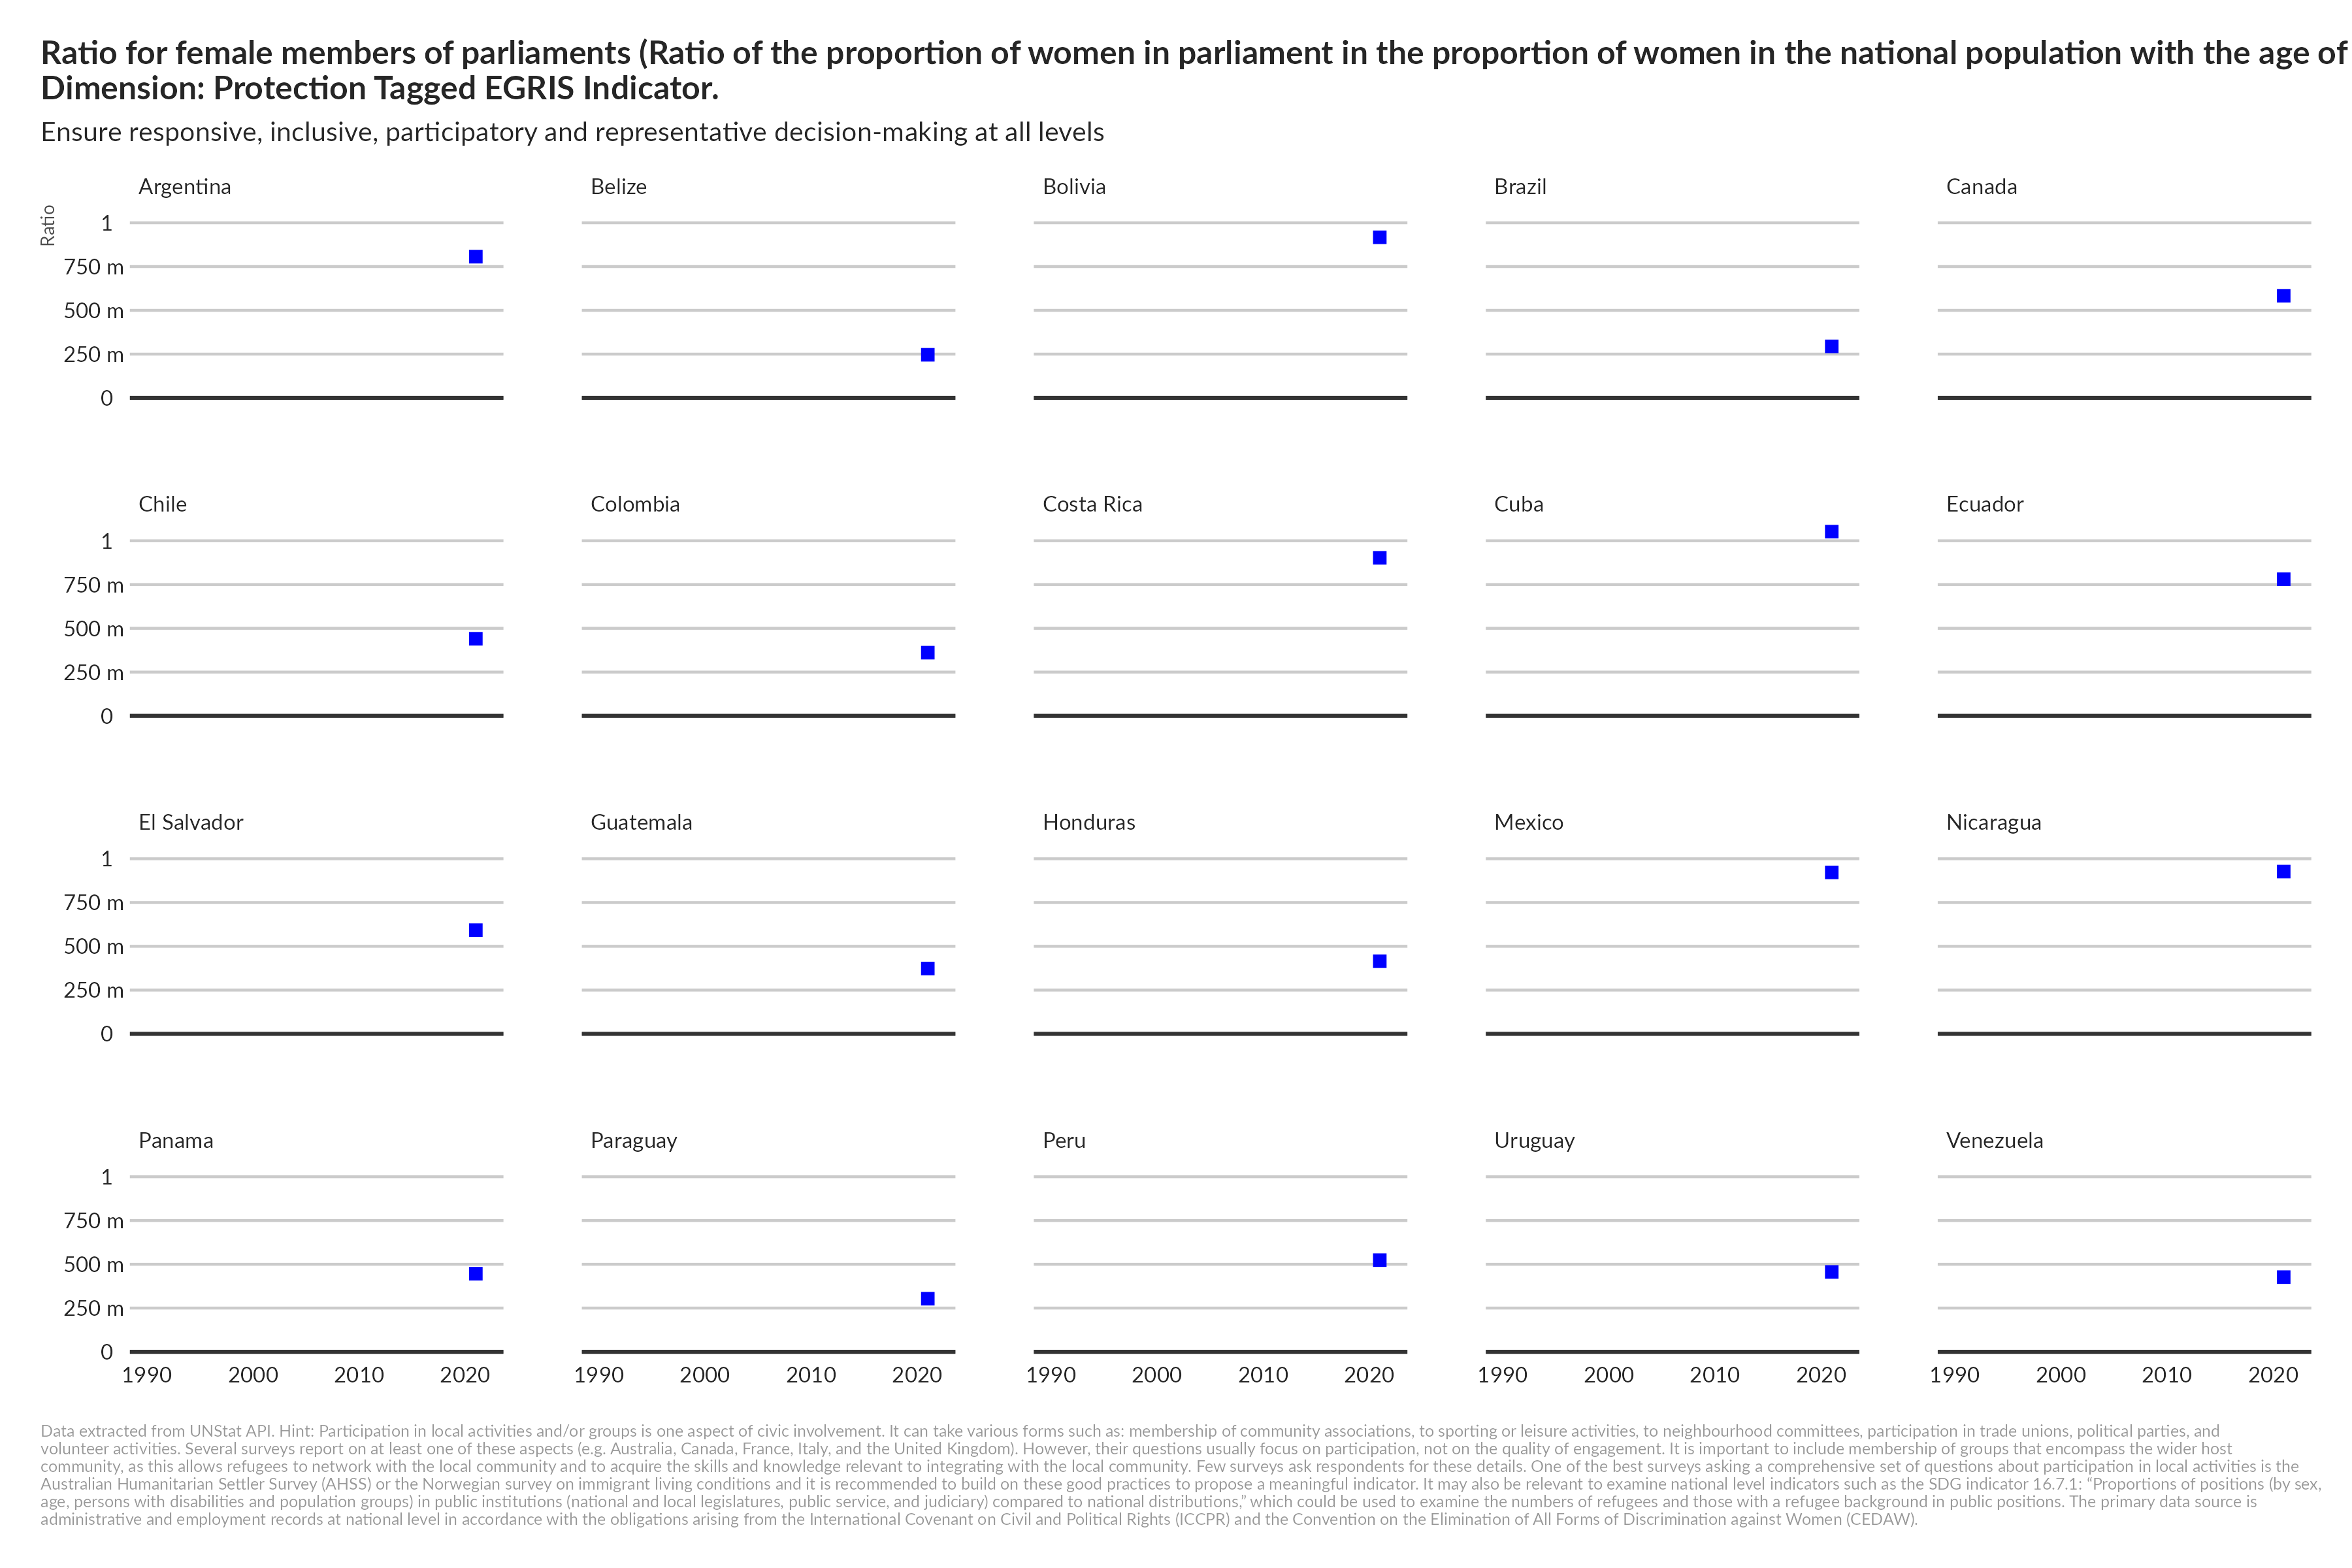 Ratio for female members of parliaments (Ratio of the proportion of women in parliament in the proportion of women in the national population with the age of
Dimension: Protection Tagged EGRIS Indicator.
Ensure responsive, inclusive, participatory and representative decision-making at all levels
Argentina Belize Bolivia Brazil Canada
Ratio
1
750 m
500 m
250 m
0
Chile Colombia Costa Rica Cuba Ecuador
1
750 m
500 m
250 m
0
El Salvador Guatemala Honduras Mexico Nicaragua
1
750 m
500 m
250 m
0
Panama Paraguay Peru Uruguay Venezuela
1
750 m
500 m
250 m
0
1990 2000 2010 2020 1990 2000 2010 2020 1990 2000 2010 2020 1990 2000 2010 2020 1990 2000 2010 2020
Data extracted from UNStat API. Hint: Participation in local activities and/or groups is one aspect of civic involvement. It can take various forms such as: membership of community associations, to sporting or leisure activities, to neighbourhood committees, participation in trade unions, political parties, and
volunteer activities. Several surveys report on at least one of these aspects (e.g. Australia, Canada, France, Italy, and the United Kingdom). However, their questions usually focus on participation, not on the quality of engagement. It is important to include membership of groups that encompass the wider host
community, as this allows refugees to network with the local community and to acquire the skills and knowledge relevant to integrating with the local community. Few surveys ask respondents for these details. One of the best surveys asking a comprehensive set of questions about participation in local activities is the
Australian Humanitarian Settler Survey (AHSS) or the Norwegian survey on immigrant living conditions and it is recommended to build on these good practices to propose a meaningful indicator. It may also be relevant to examine national level indicators such as the SDG indicator 16.7.1: “Proportions of positions (by sex,
age, persons with disabilities and population groups) in public institutions (national and local legislatures, public service, and judiciary) compared to national distributions,” which could be used to examine the numbers of refugees and those with a refugee background in public positions. The primary data source is
administrative and employment records at national level in accordance with the obligations arising from the International Covenant on Civil and Political Rights (ICCPR) and the Convention on the Elimination of All Forms of Discrimination against Women (CEDAW).